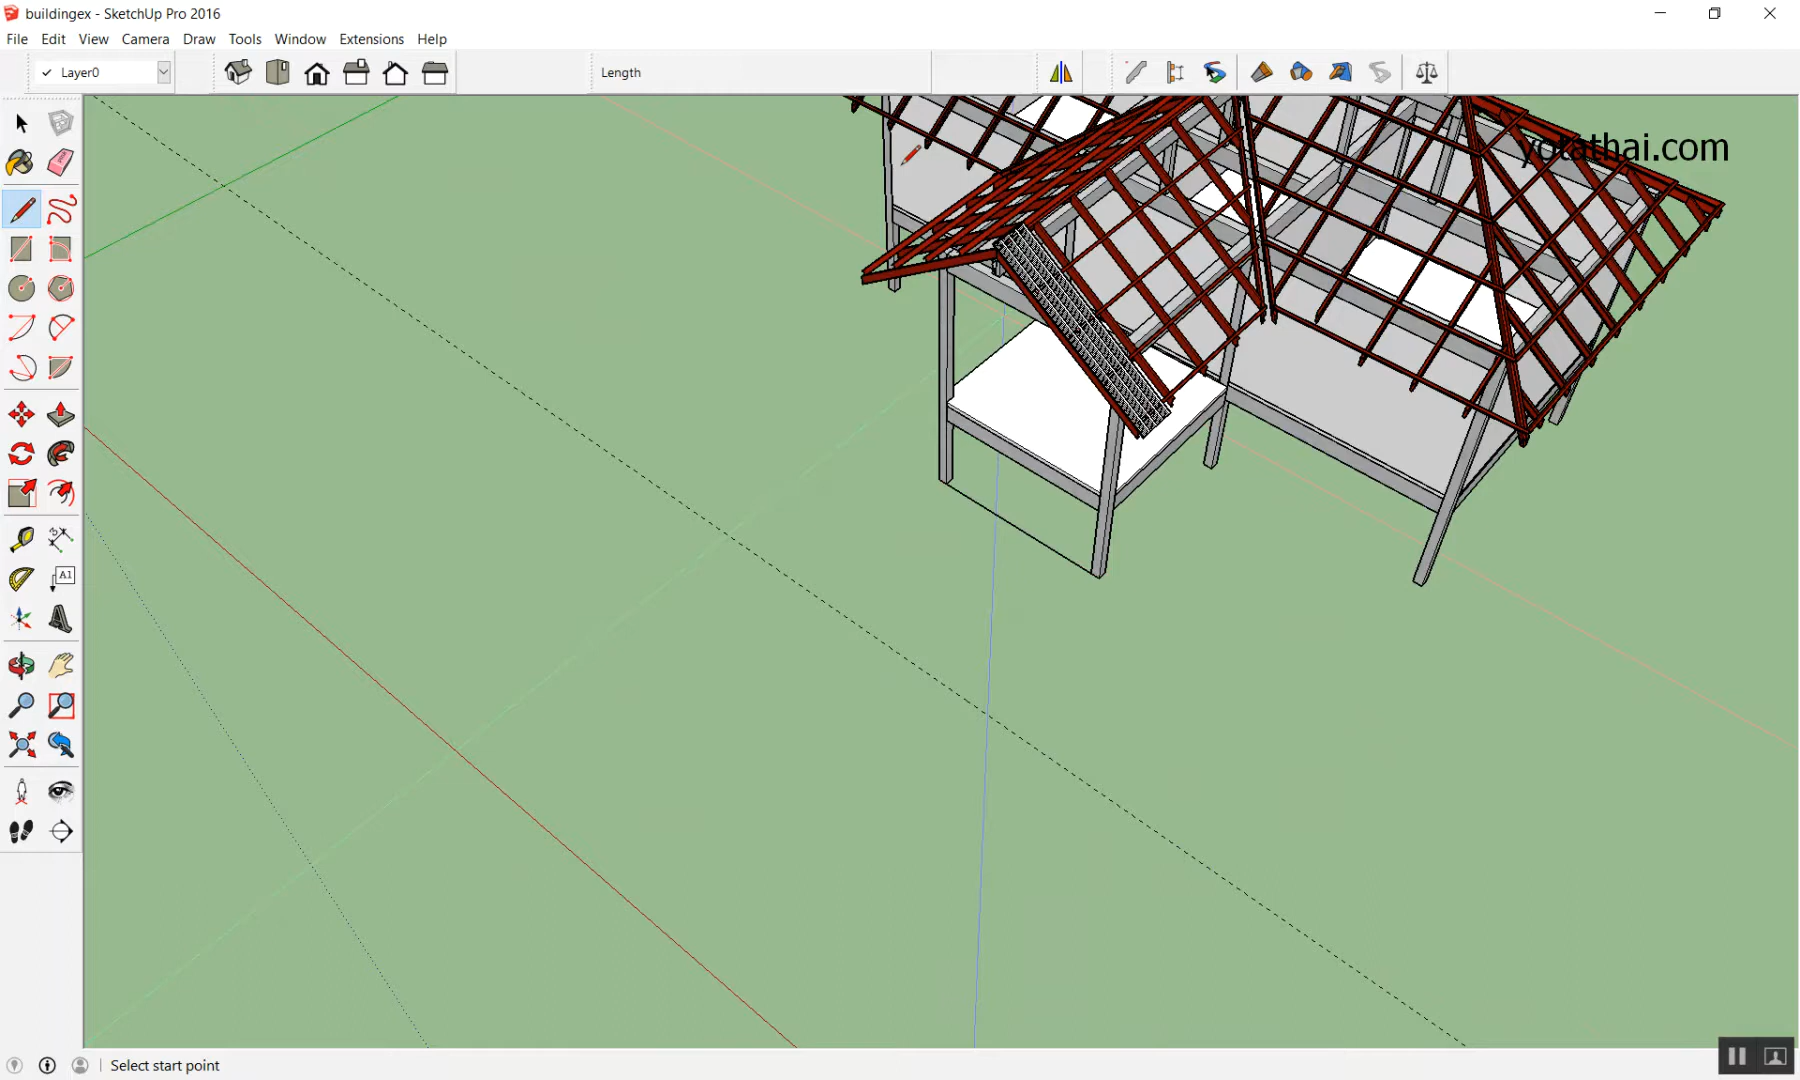 buildingex - SketchUp Pro 2016
File Edit View Camera Draw Tools Window Extensions Help
Layer0
Length
yotathai.com
A1
Select start point